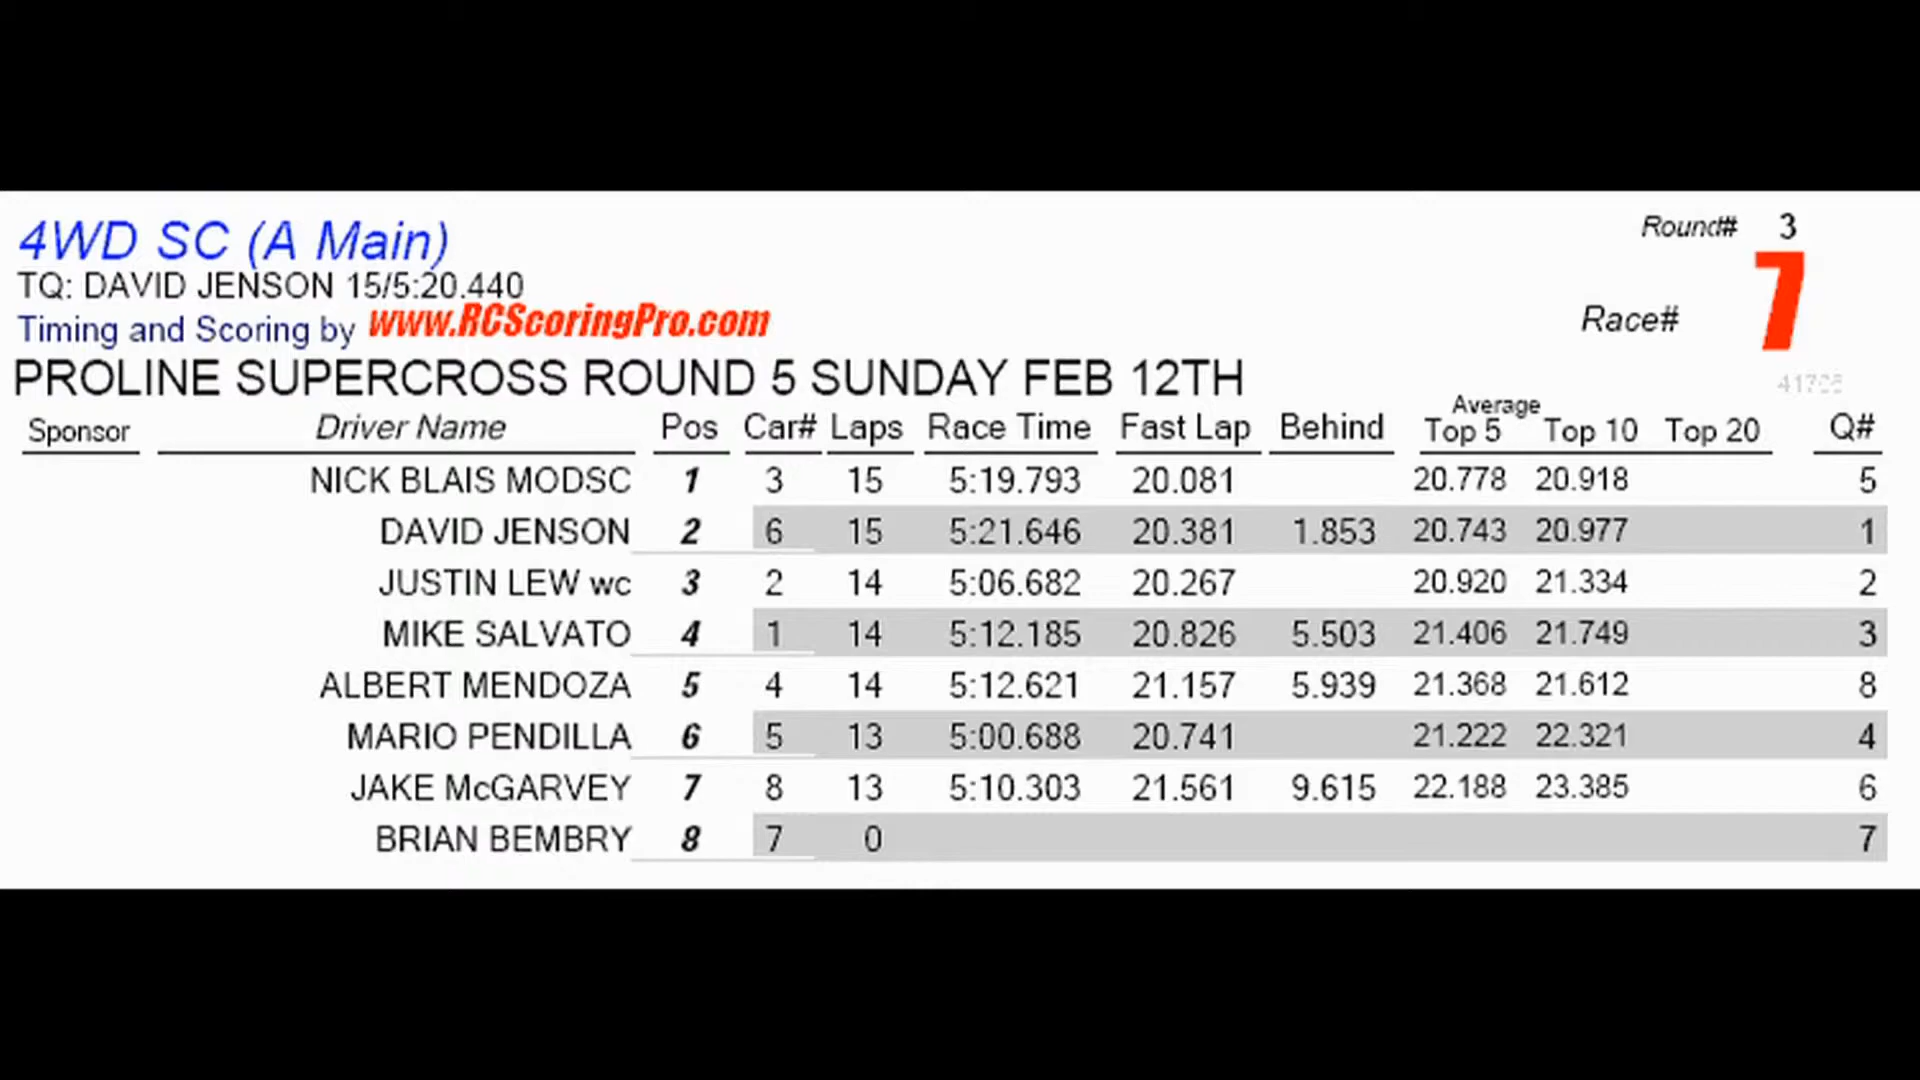 4WD SC (A Main)
Round# 3
TQ: DAVID JENSON 15/5:20.440
Timing and Scoring by www.RCScoringPro.com
Race# 7
PROLINE SUPERCROSS ROUND 5 SUNDAY FEB 12TH
Average
Sponsor Driver Name Pos Car# Laps Race Time Fast Lap Behind Top 5 Top 10 Top 20 Q#
NICK BLAIS MODSC 1 3 15 5:19.793 20.081 20.778 20.918 5
DAVID JENSON 2 6 15 5:21.646 20.381 1.853 20.743 20.977 1
JUSTIN LEW wc 3 2 14 5:06.682 20.267 20.920 21.334 2
MIKE SALVATO 4 1 14 5:12.185 20.826 5.503 21.406 21.749 3
ALBERT MENDOZA 5 4 14 5:12.621 21.157 5.939 21.368 21.612 8
MARIO PENDILLA 6 5 13 5:00.688 20.741 21.222 22.321 4
JAKE McGARVEY 7 8 13 5:10.303 21.561 9.615 22.188 23.385 6
BRIAN BEMBRY 8 7 0 7